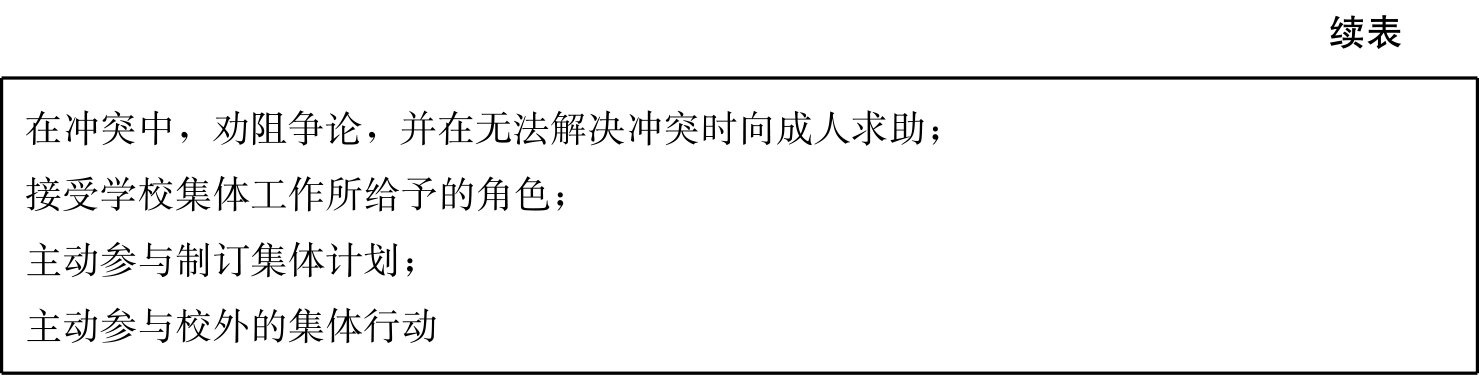 续表
在冲突中，劝阻争论，并在无法解决冲突时向成人求助；
接受学校集体工作所给予的角色；
主动参与制订集体计划；
主动参与校外的集体行动